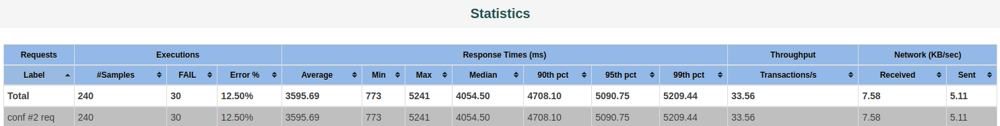 Statistics
Requests Executions Response Times (ms) Throughput Network (KB/sec)
Label #Samples FAIL Error % Average Min Max Median 90th pct 95th pct 99th pct Transactions/s Received Sent
Total 240 30 12.50% 3595.69 773 5241 4054.50 4708.10 5090.75 5209.44 33.56 7.58 5.11
conf #2 req 240 30 12.50% 3595.69 773 5241 4054.50 4708.10 5090.75 5209.44 33.56 7.58 5.11